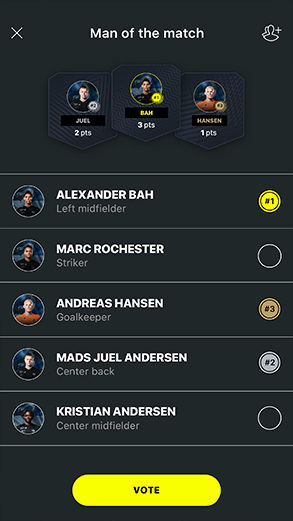 Man of the match
#2
#1
#3
JUEL
BAH
HANSEN
2 pts
3 pts
1 pts
ALEXANDER BAH
Left midfielder
#1
MARC ROCHESTER
Striker
ANDREAS HANSEN
Goalkeeper
#3
MADS JUEL ANDERSEN
Center back
#2
KRISTIAN ANDERSEN
Center midfielder
VOTE